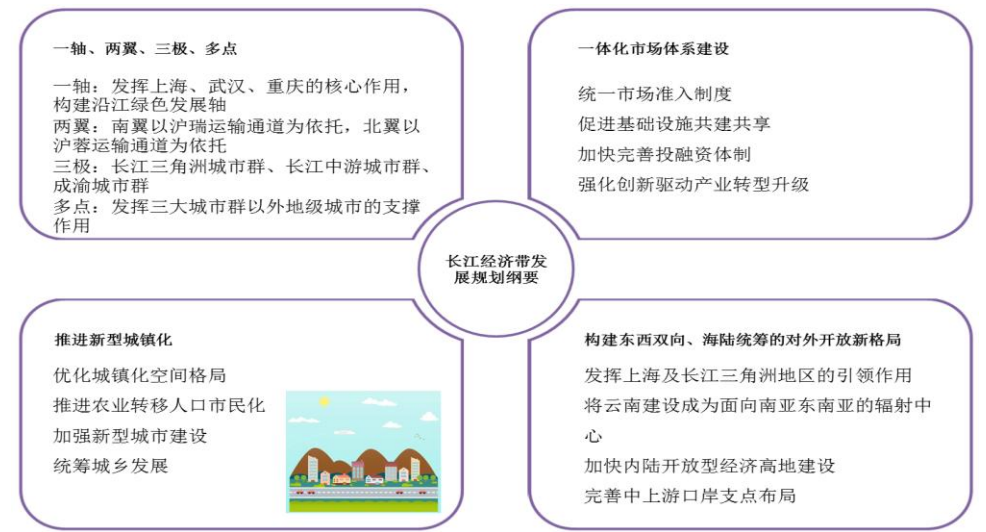 一轴、两翼、三极、多点
一轴：发挥上海、武汉、重庆的核心作用，
构建沿江绿色发展轴
两翼：南翼以沪瑞运输通道为依托，北翼以
沪蓉运输通道为依托
三极：长江三角洲城市群、长江中游城市群、
成渝城市群
多点：发挥三大城市群以外地级城市的支撑
作用
一体化市场体系建设
统一市场准入制度
促进基础设施共建共享
加快完善投融资体制
强化创新驱动产业转型升级
长江经济带发
展规划纲要
推进新型城镇化
优化城镇化空间格局
推进农业转移人口市民化
加强新型城市建设
统筹城乡发展
构建东西双向、海陆统筹的对外开放新格局
发挥上海及长江三角洲地区的引领作用
将云南建设成为面向南亚东南亚的辐射中
心
加快内陆开放型经济高地建设
完善中上游口岸支点布局